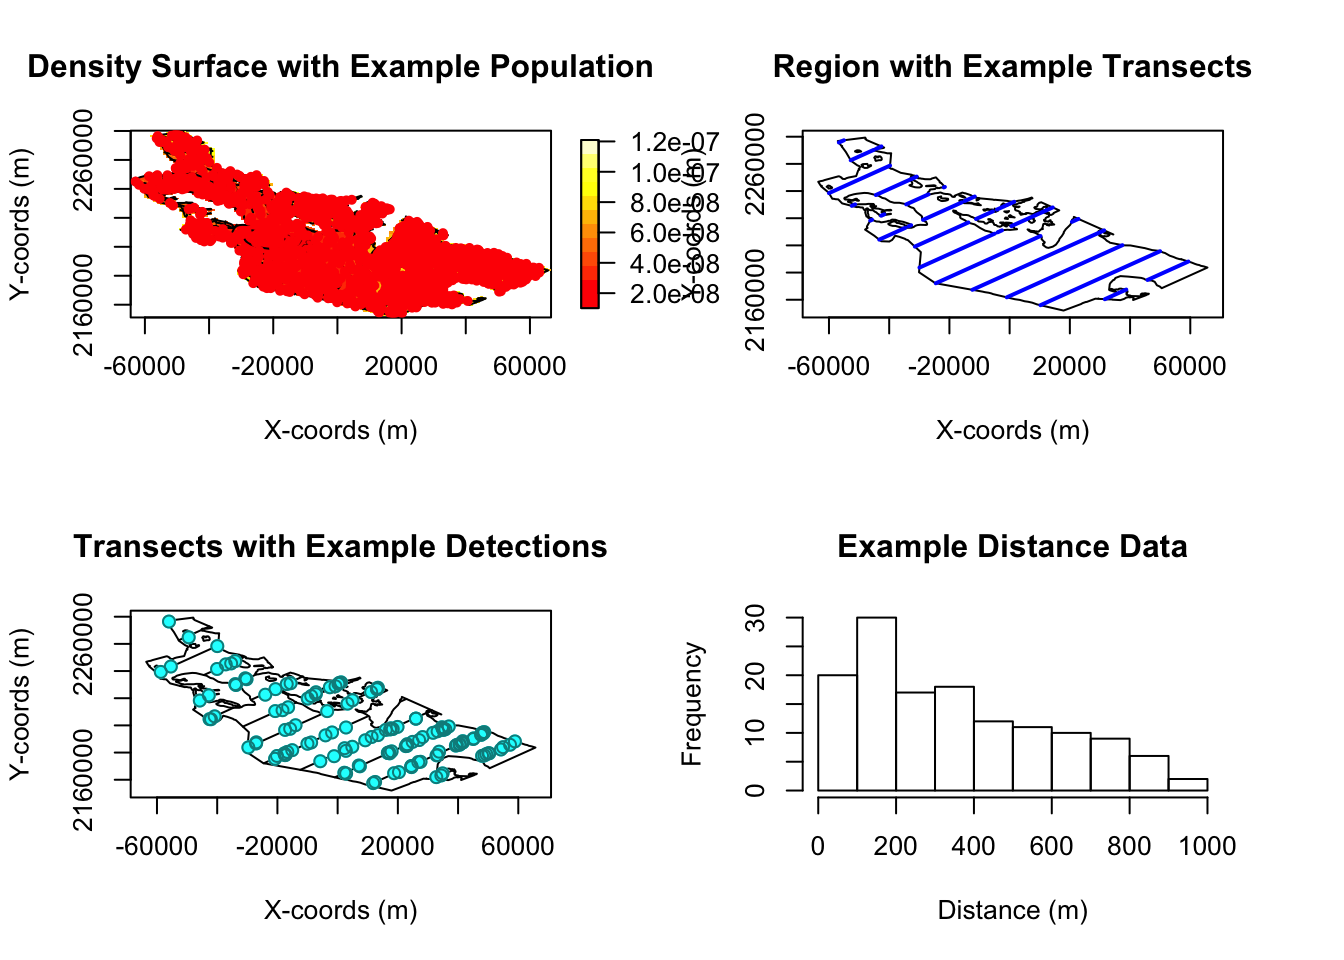 Density Surface with Example Population
Y-coords (m)
2160000
2260000
-60000
-20000
20000
60000
X-coords (m)
1.2e-07
1.0e-07
8.0e-08
6.0e-08
4.0e-08
2.0e-08
Region with Example Transects
Y-coords (m)
2160000
2260000
-60000
-20000
20000
60000
X-coords (m)
Transects with Example Detections
Y-coords (m)
2160000
2260000
-60000
-20000
20000
60000
X-coords (m)
Example Distance Data
Frequency
0
10
20
30
0
200
400
600
800
1000
Distance (m)